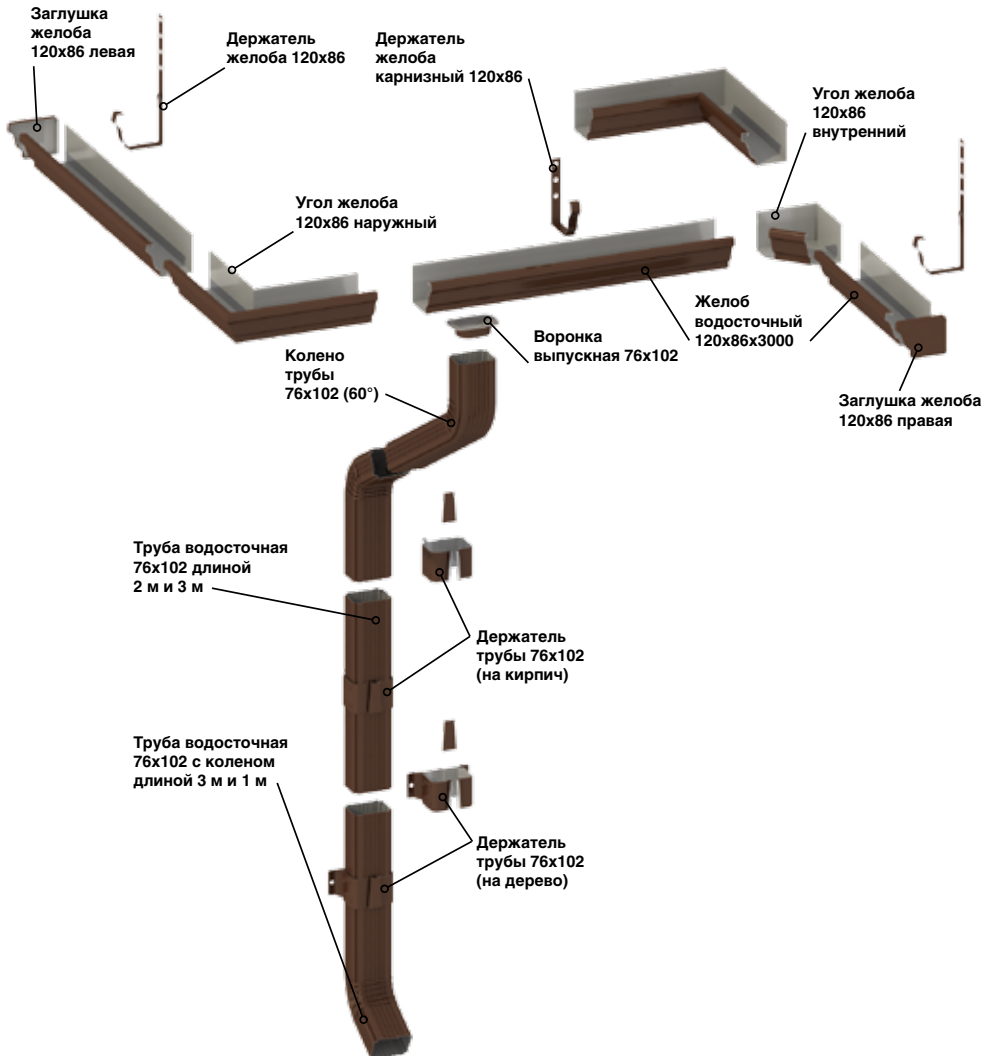 Заглушка
желоба
120х86 левая
Держатель
желоба 120х86
Держатель
желоба
карнизный 120х86
Угол желоба
120х86
внутренний
Угол желоба
120х86 наружный
Желоб
водосточный
120х86х3000
Воронка
выпускная 76х102
Колено
трубы
76х102 (60°)
Заглушка желоба
120х86 правая
Труба водосточная
76х102 длиной
2 м и 3 м
Держатель
трубы 76х102
(на кирпич)
Труба водосточная
76х102 с коленом
длиной 3 м и 1 м
Держатель
трубы 76х102
(на дерево)